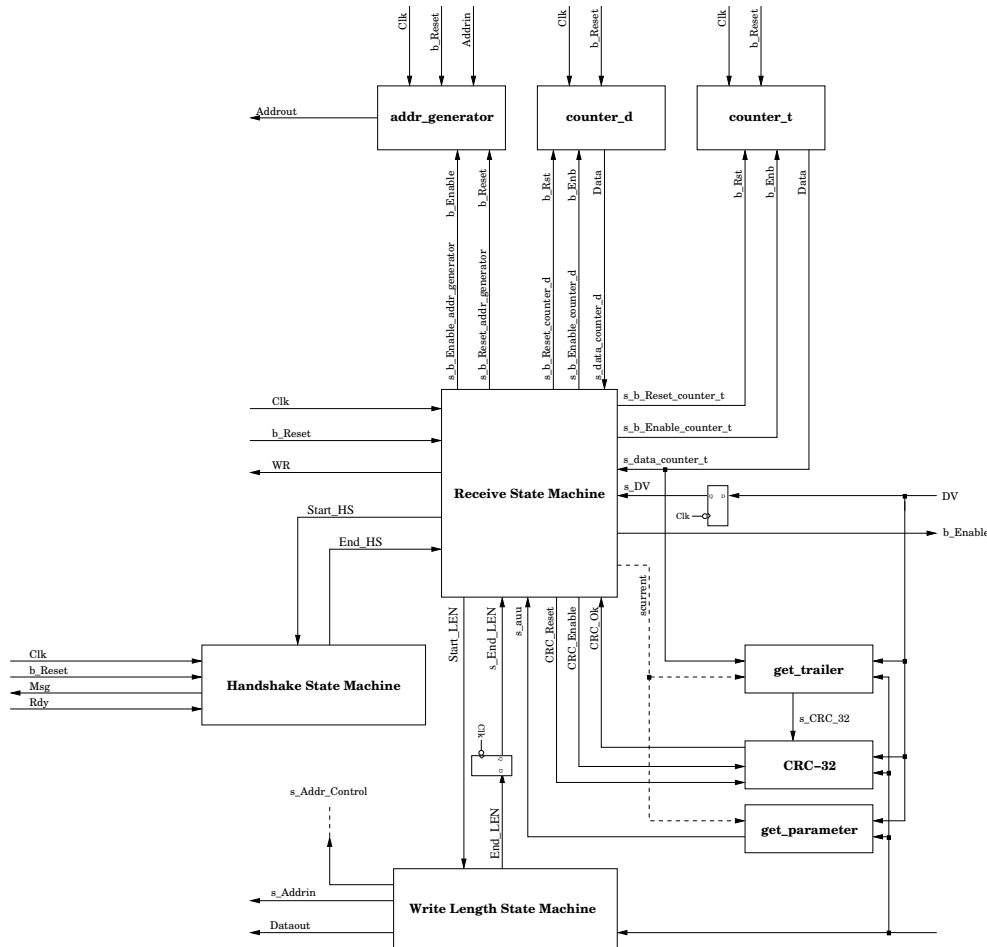 Clk
b_Reset
Addrin
Clk
b_Reset
Clk
b_Reset
Addrout
addr_generator
counter_d
counter_t
b_Enable
b_Reset
b_Rst
b_Enb
Data
b_Rst
b_Enb
Data
s_b_Enable_addr_generator
s_b_Reset_addr_generator
s_b_Reset_counter_d
s_b_Enable_counter_d
s_data_counter_d
Clk
s_b_Reset_counter_t
b_Reset
s_b_Enable_counter_t
WR
s_data_counter_t
Receive State Machine
s_DV
Q
D
DV
Start_HS
Clk
b_Enable
End_HS
scurrent
Start_LEN
s_End_LEN
s_auu
CRC_Reset
CRC_Enable
CRC_Ok
Clk
b_Reset
Msg
Rdy
Handshake State Machine
get_trailer
s_CRC_32
Clk
Q
D
CRC-32
s_Addr_Control
End_LEN
get_parameter
s_Addrin
Write Length State Machine
Dataout